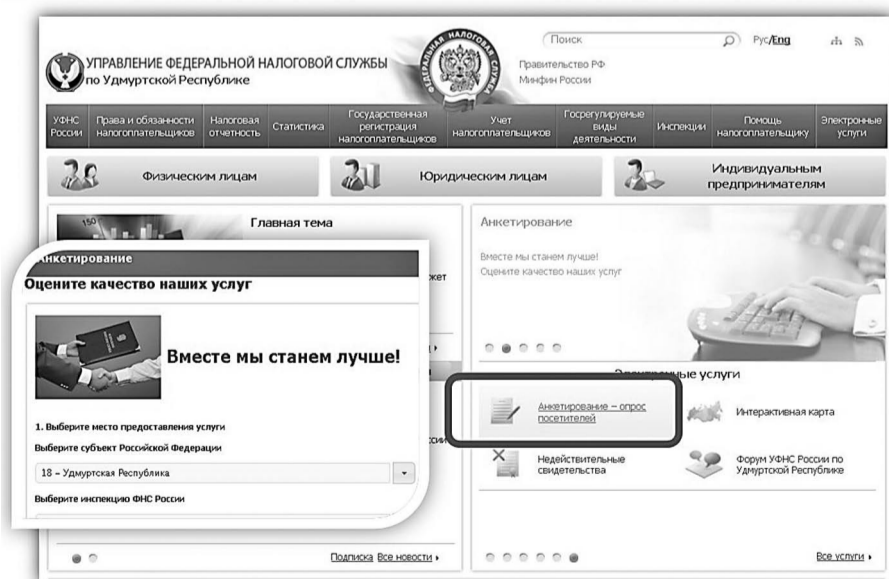 Поиск
Рус/Eng
УПРАВЛЕНИЕ ФЕДЕРАЛЬНОЙ НАЛОГОВОЙ СЛУЖБЫ
по Удмуртской Республике
ФЕДЕРАЛЬНАЯ НАЛОГОВАЯ СЛУЖБА
Правительство РФ
Минфин России
УФНС
России
Права и обязанности
налогоплательщиков
Налоговая
отчетность
Статистика
Государственная
регистрация
налогоплательщиков
Учет
налогоплательщиков
Госрегулируемые
виды
деятельности
Инспекции
Помощь
налогоплательщику
Электронные
услуги
Физическим лицам
Юридическим лицам
Индивидуальным
предпринимателям
150
Главная тема
Анкетирование
Вместе мы станем лучше!
Оцените качество наших услуг
Анкетирование
Оцените качество наших услуг
Вместе мы станем лучше!
1. Выберите место предоставления услуги
Выберите субъект Российской Федерации
18 – Удмуртская Республика
Выберите инспекцию ФНС России
Электронные услуги
Анкетирование – опрос
посетителей
Интерактивная карта
Недействительные
свидетельства
Форум УФНС России по
Удмуртской Республике
Подписка Все новости
Все услуги